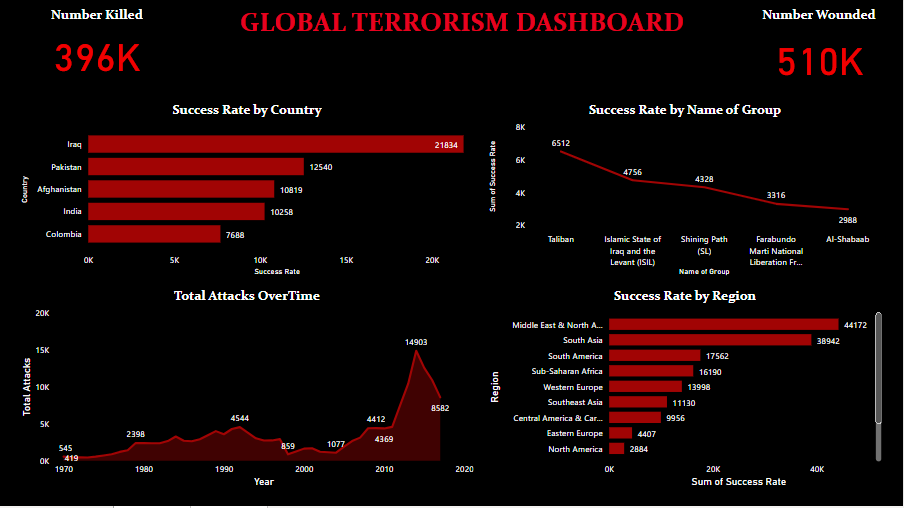 Number Killed
GLOBAL TERRORISM DASHBOARD
Number Wounded
396K
510K
Success Rate by Country
Country
Iraq
21834
Pakistan
12540
Afghanistan
10819
India
10258
Colombia
7688
0K
5K
10K
15K
20K
Success Rate
Success Rate by Name of Group
Sum of Success Rate
8K
6K
4K
2K
6512
4756
4328
3316
2988
Taliban
Islamic State of
Iraq and the
Levant (ISIL)
Shining Path
(SL)
Farabundo
Marti National
Liberation Fr...
Al-Shabaab
Name of Group
Total Attacks OverTime
Total Attacks
20K
15K
10K
5K
0K
545
419
2398
4544
859
1077
4412
4369
14903
8582
1970
1980
1990
2000
2010
2020
Year
Success Rate by Region
Region
Middle East & North A...
44172
South Asia
38942
South America
17562
Sub-Saharan Africa
16190
Western Europe
13998
Southeast Asia
11130
Central America & Car...
9956
Eastern Europe
4407
North America
2884
0K
20K
40K
Sum of Success Rate